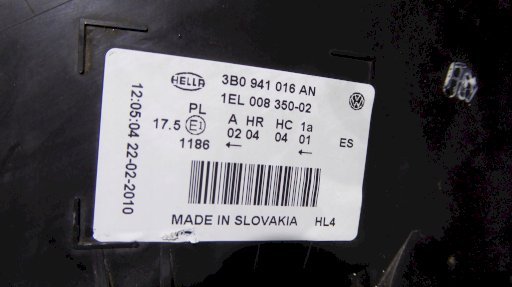 HELLA
3B0 941 016 AN
1EL 008 350-02
PL
A HR HC 1a
17.5 E1 02 04 04 01 ES
1186 ← ←
MADE IN SLOVAKIA HL4
12:05:04 22-02-2010